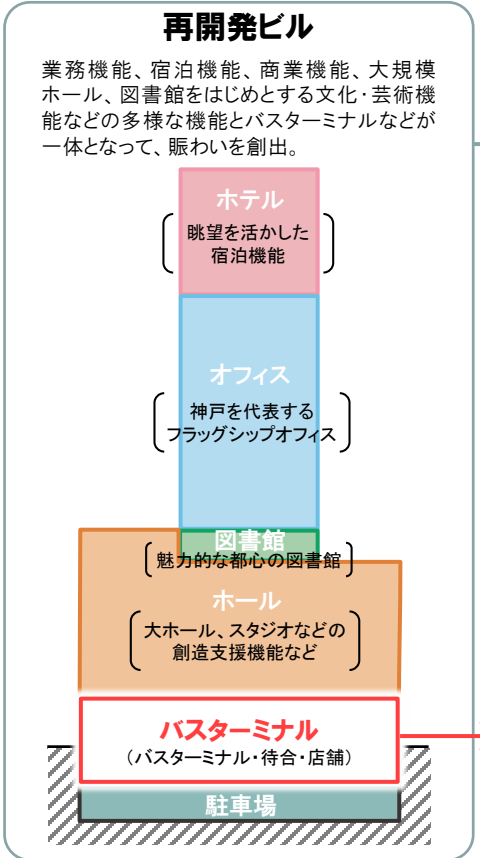 再開発ビル
業務機能、宿泊機能、商業機能、大規模
ホール、図書館をはじめとする文化・芸術機
能などの多様な機能とバスターミナルなどが
一体となって、賑わいを創出。
ホテル
眺望を活かした
宿泊機能
オフィス
神戸を代表する
フラッグシップオフィス
図書館
魅力的な都心の図書館
ホール
大ホール、スタジオなどの
創造支援機能など
バスターミナル
（バスターミナル・待合・店舗）
駐車場